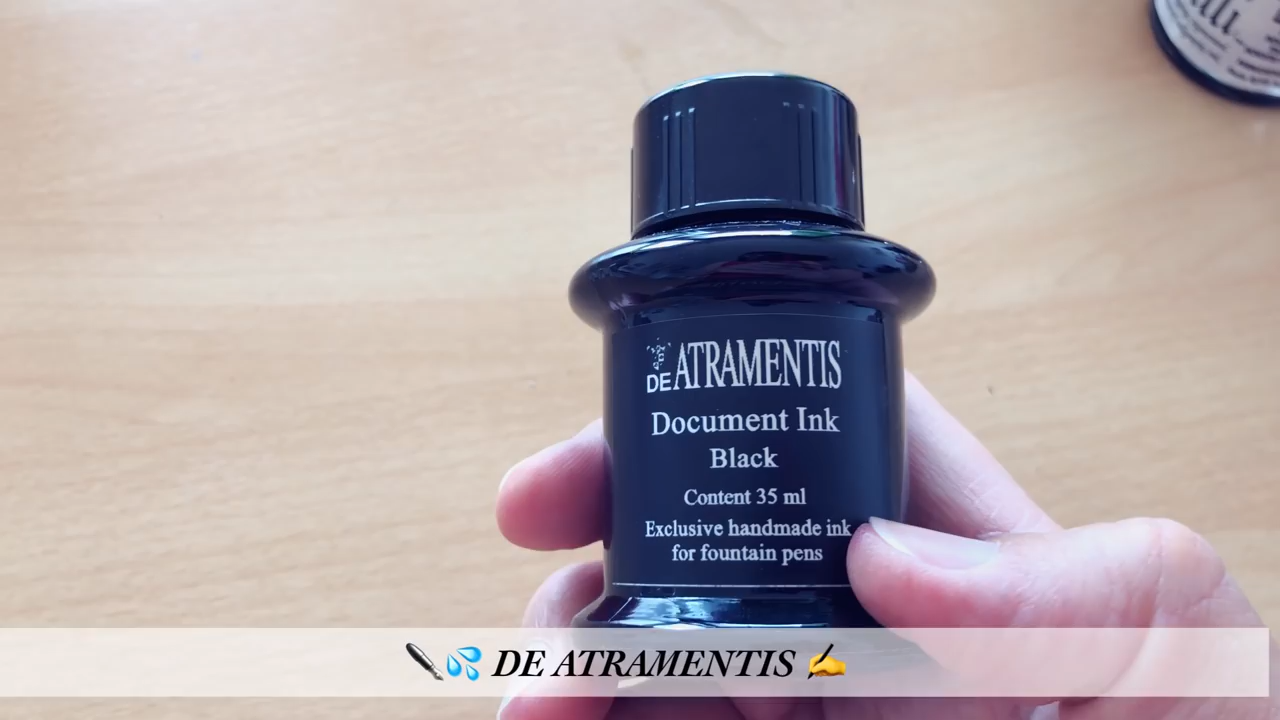 DE ATRAMENTIS
Document Ink
Black
Content 35 ml
Exclusive handmade ink
for fountain pens
🖋️💦 DE ATRAMENTIS ✍️